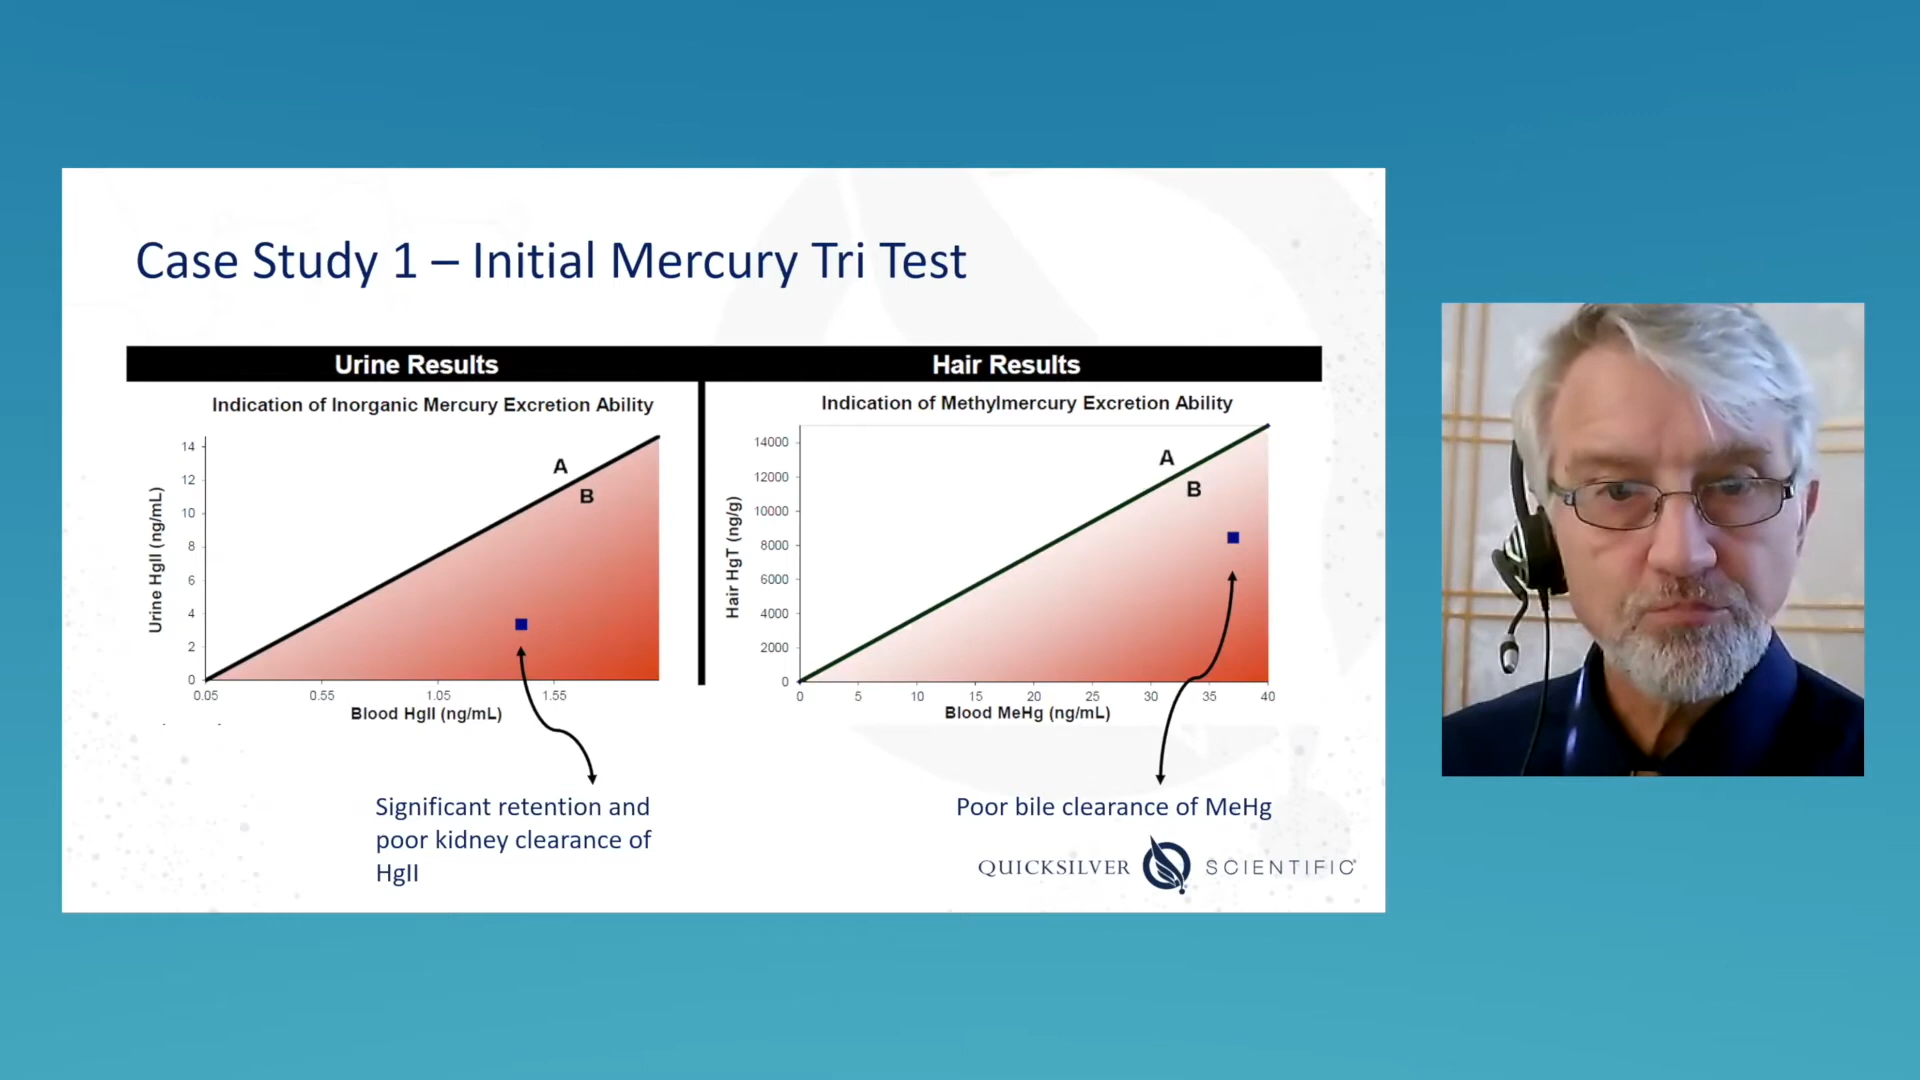 Case Study 1 – Initial Mercury Tri Test
Urine Results
Hair Results
Indication of Inorganic Mercury Excretion Ability
Urine HgII (ng/mL)
14
12
10
8
6
4
2
0
A
B
0.05 0.55 1.05 1.55
Blood HgII (ng/mL)
Indication of Methylmercury Excretion Ability
Hair HgT (ng/g)
14000
12000
10000
8000
6000
4000
2000
0
A
B
0 5 10 15 20 25 30 35 40
Blood MeHg (ng/mL)
Significant retention and
poor kidney clearance of
HgII
Poor bile clearance of MeHg
QUICKSILVER SCIENTIFIC